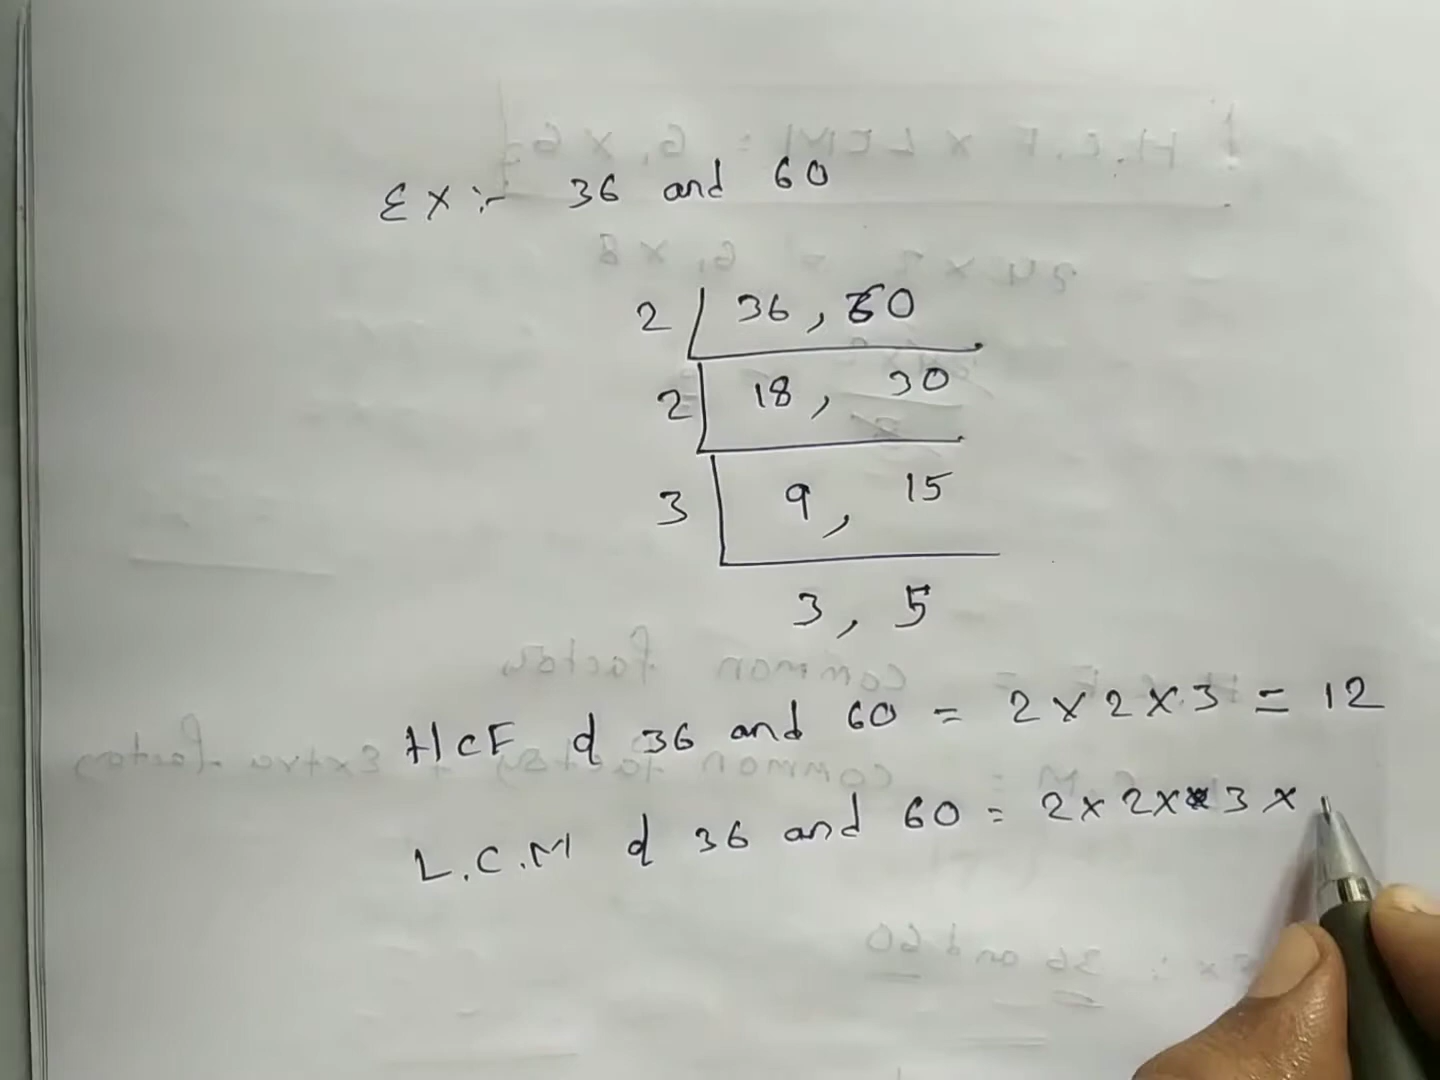 Ex :- 36 and 60
2 | 36, 60
2 | 18, 30
3 | 9, 15
3, 5
HCF of 36 and 60 = 2 x 2 x 3 = 12
L.C.M of 36 and 60 = 2 x 2 x 3 x